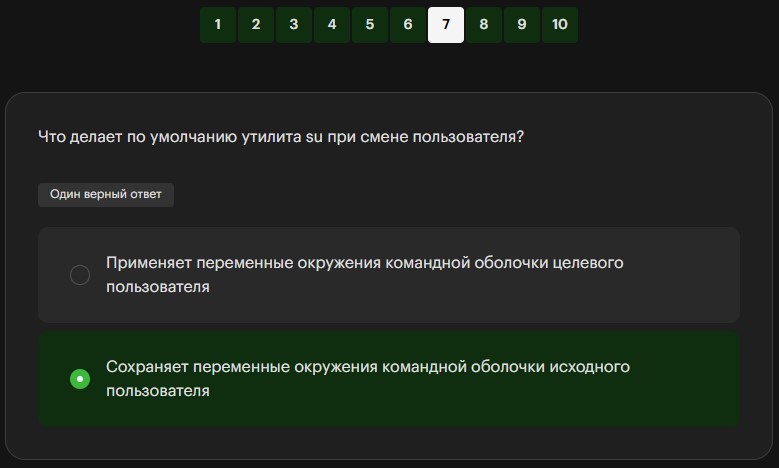 1 2 3 4 5 6 7 8 9 10
Что делает по умолчанию утилита su при смене пользователя?
Один верный ответ
Применяет переменные окружения командной оболочки целевого
пользователя
Сохраняет переменные окружения командной оболочки исходного
пользователя